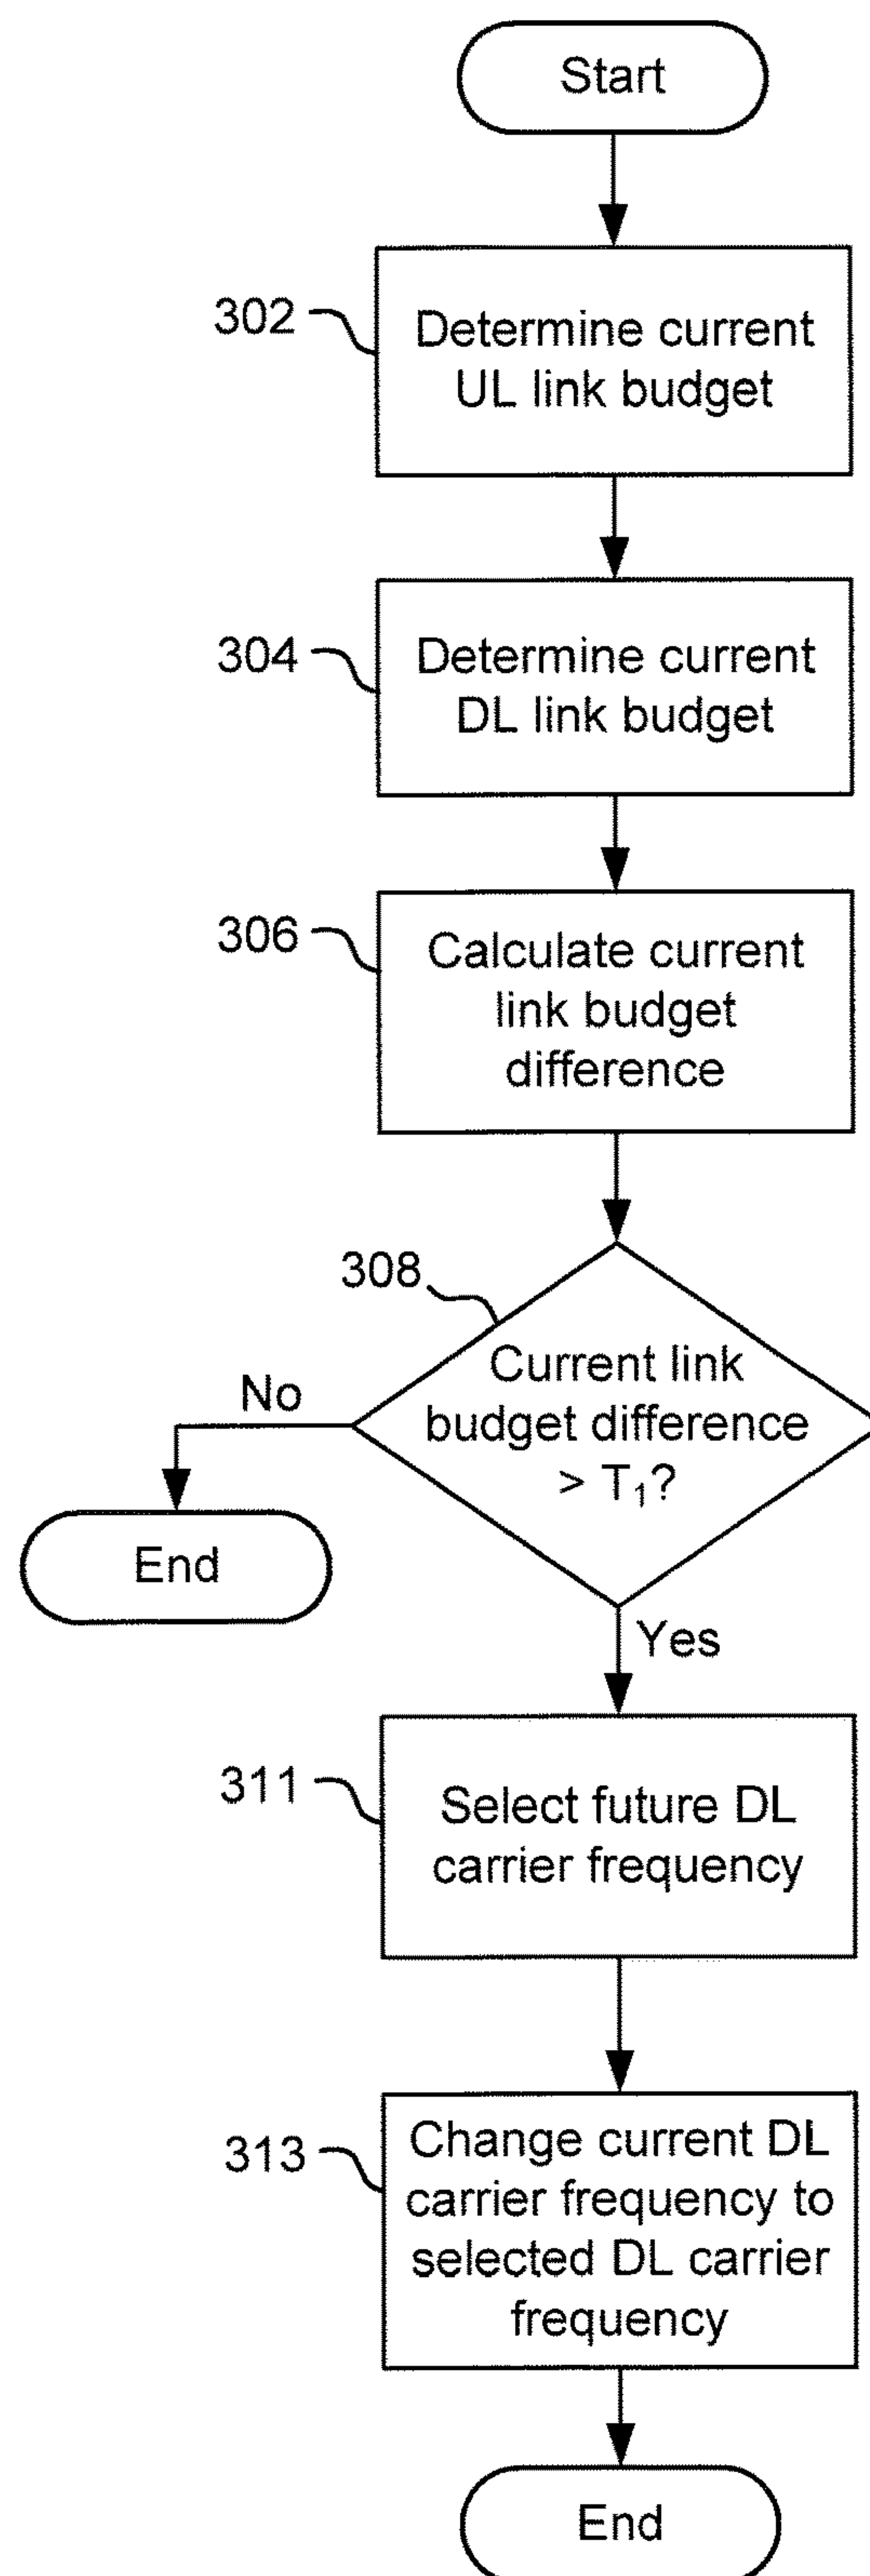 Start
302
Determine current
UL link budget
304
Determine current
DL link budget
306
Calculate current
link budget
difference
308
Current link
budget difference
> T₁?
No
End
Yes
311
Select future DL
carrier frequency
313
Change current DL
carrier frequency to
selected DL carrier
frequency
End